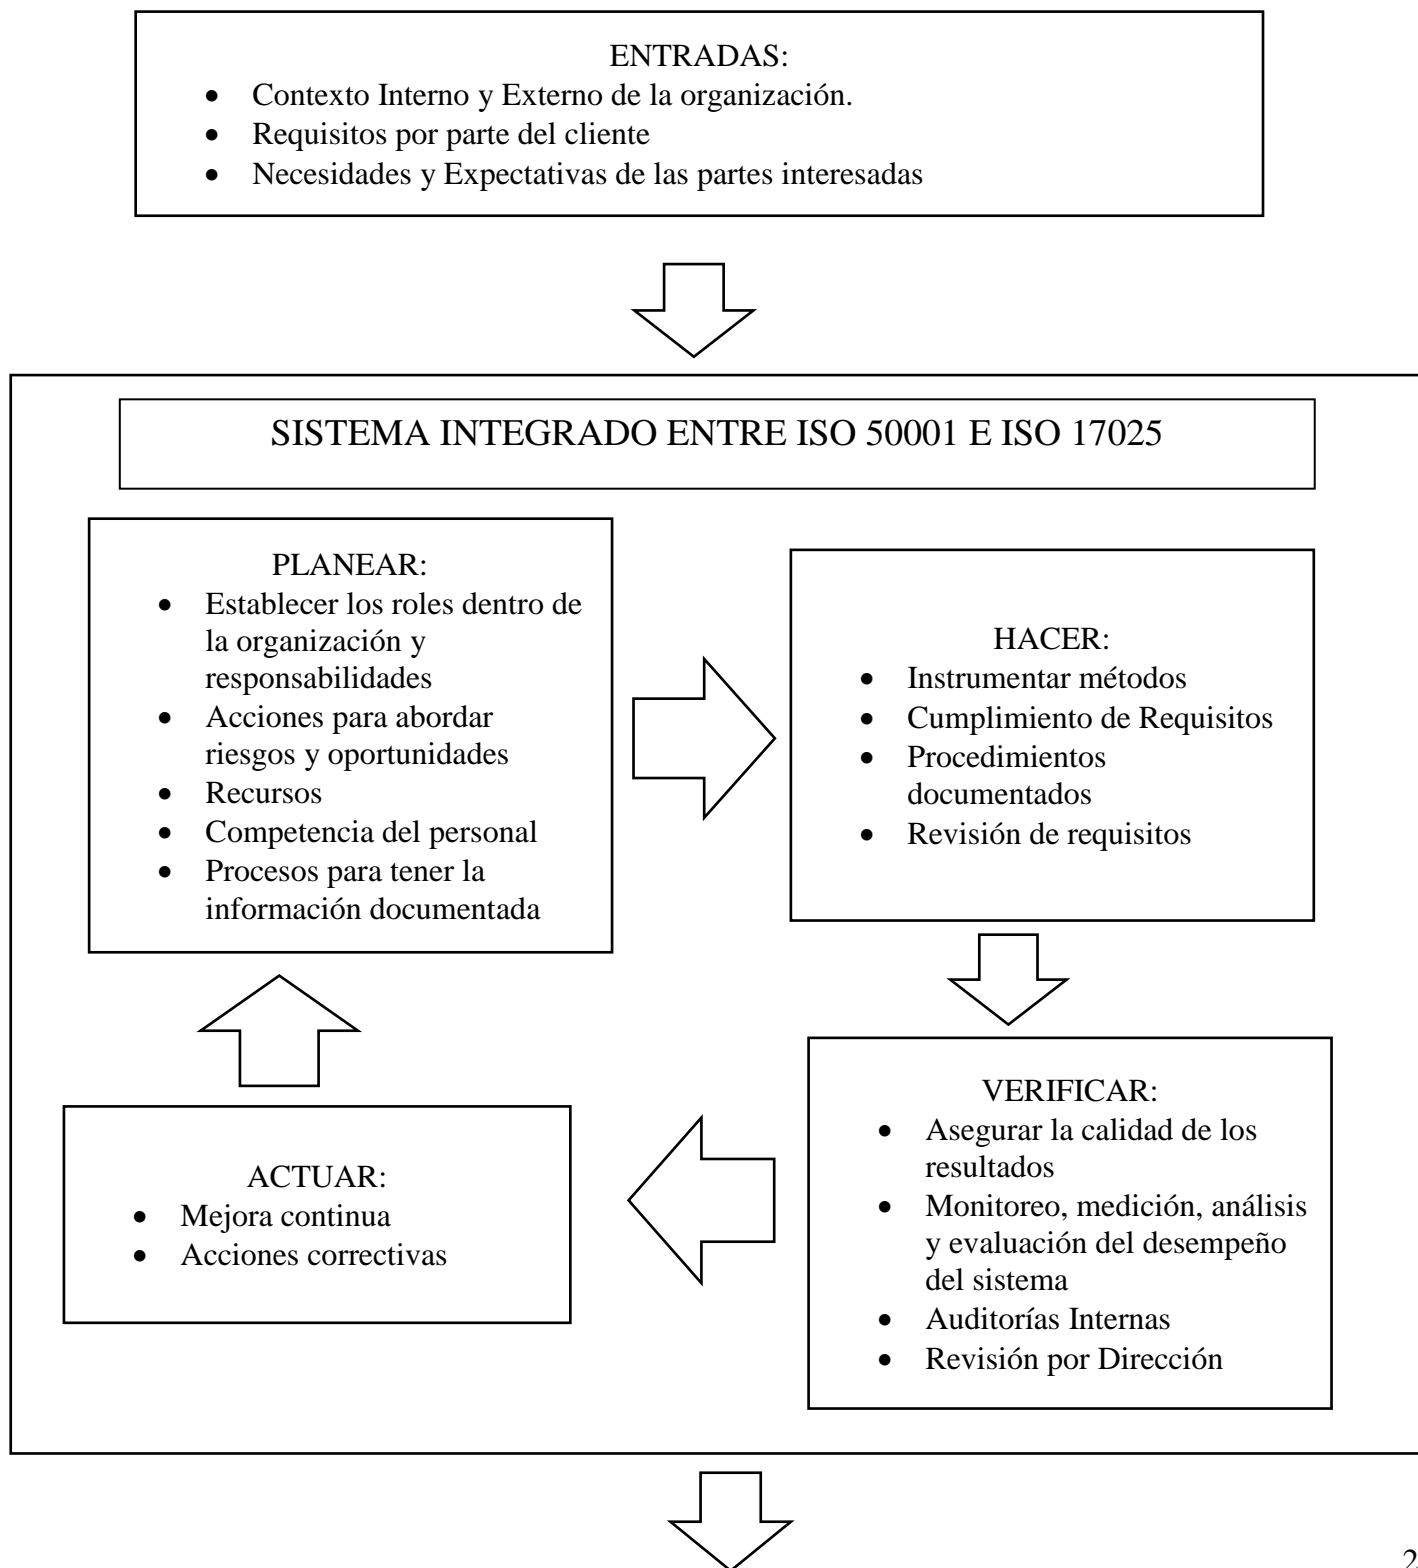 ENTRADAS:
• Contexto Interno y Externo de la organización.
• Requisitos por parte del cliente
• Necesidades y Expectativas de las partes interesadas
SISTEMA INTEGRADO ENTRE ISO 50001 E ISO 17025
PLANEAR:
• Establecer los roles dentro de
la organización y
responsabilidades
• Acciones para abordar
riesgos y oportunidades
• Recursos
• Competencia del personal
• Procesos para tener la
información documentada
HACER:
• Instrumentar métodos
• Cumplimiento de Requisitos
• Procedimientos
documentados
• Revisión de requisitos
VERIFICAR:
• Asegurar la calidad de los
resultados
• Monitoreo, medición, análisis
y evaluación del desempeño
del sistema
• Auditorías Internas
• Revisión por Dirección
ACTUAR:
• Mejora continua
• Acciones correctivas
2